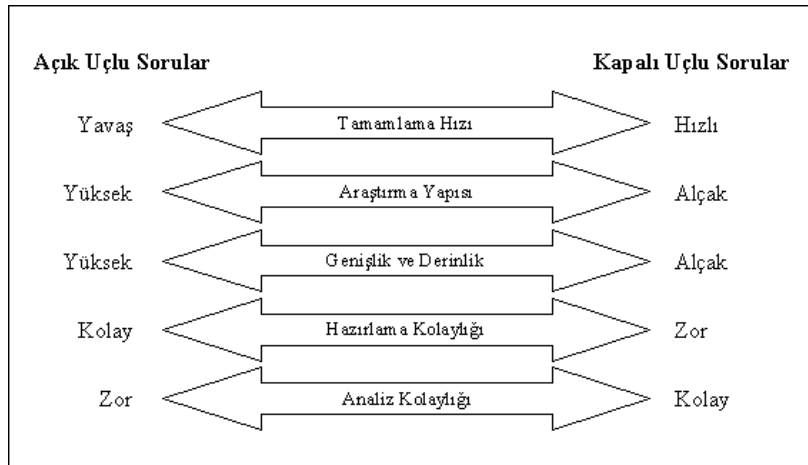 Açık Uçlu Sorular Kapalı Uçlu Sorular
Yavaş Tamamlama Hızı Hızlı
Yüksek Araştırma Yapısı Alçak
Yüksek Genişlik ve Derinlik Alçak
Kolay Hazırlama Kolaylığı Zor
Zor Analiz Kolaylığı Kolay